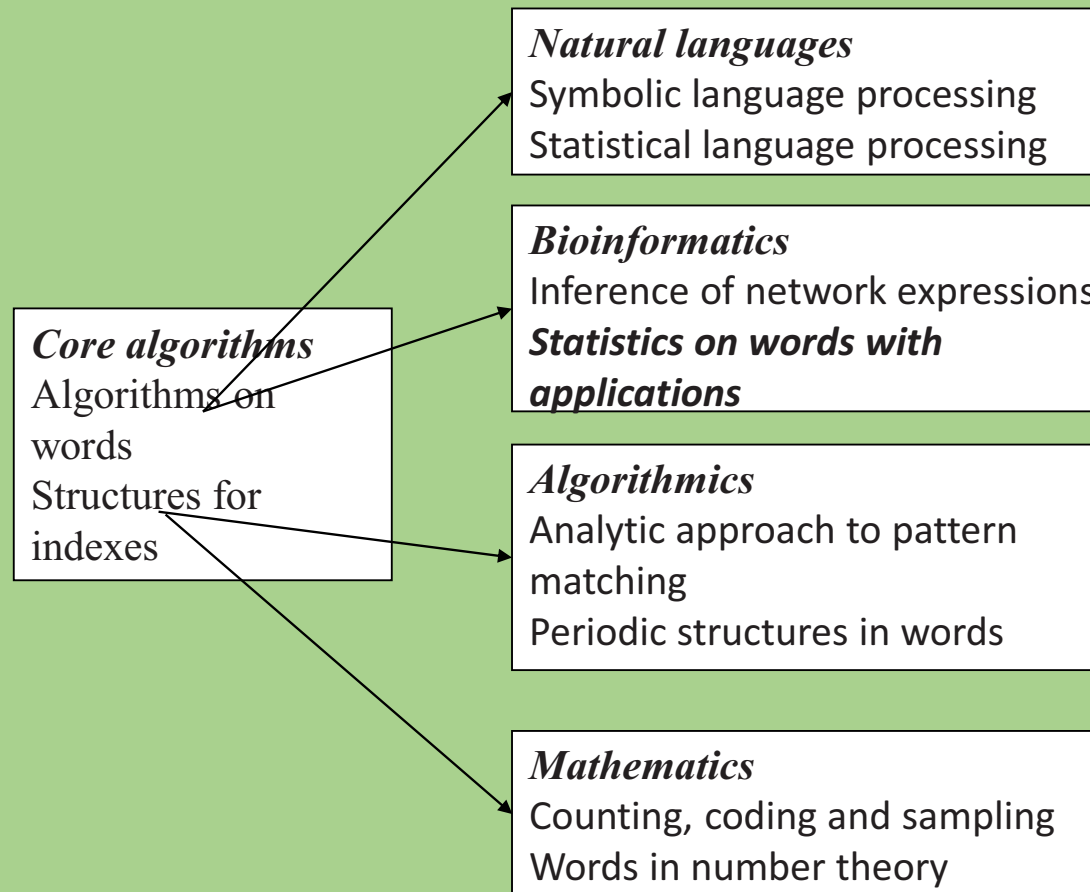 Core algorithms
Algorithms on
words
Structures for
indexes
Natural languages
Symbolic language processing
Statistical language processing
Bioinformatics
Inference of network expressions
Statistics on words with
applications
Algorithmics
Analytic approach to pattern
matching
Periodic structures in words
Mathematics
Counting, coding and sampling
Words in number theory